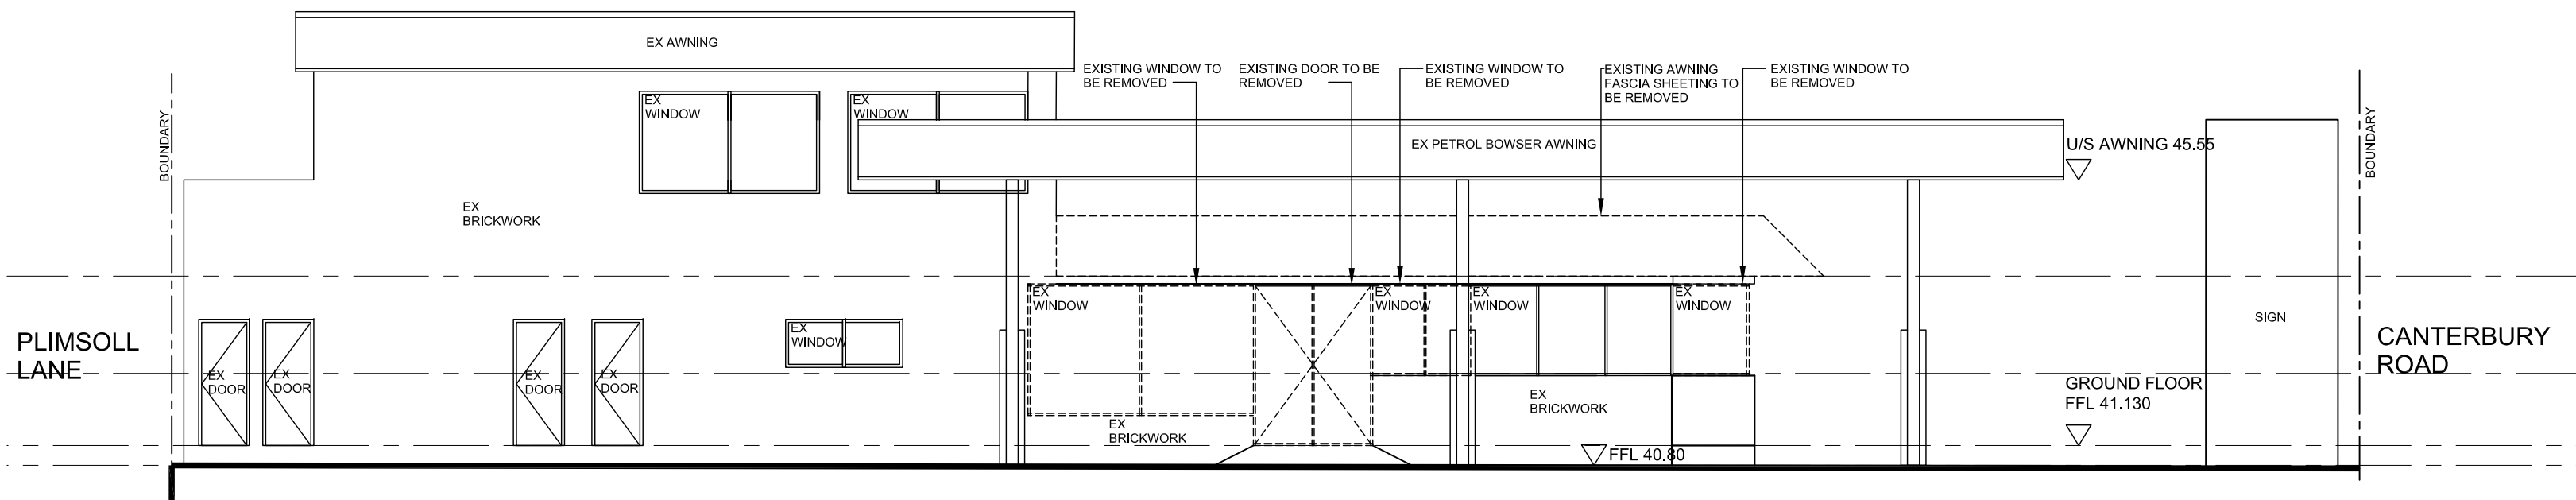 EX AWNING
EXISTING WINDOW TO
BE REMOVED
EXISTING DOOR TO BE
REMOVED
EXISTING WINDOW TO
BE REMOVED
EXISTING AWNING
FASCIA SHEETING TO
BE REMOVED
EXISTING WINDOW TO
BE REMOVED
EX
WINDOW
EX
WINDOW
BOUNDARY
EX PETROL BOWSER AWNING
U/S AWNING 45.55
BOUNDARY
EX
BRICKWORK
EX
WINDOW
EX
WINDOW
EX
WINDOW
EX
WINDOW
EX
WINDOW
SIGN
PLIMSOLL
LANE
CANTERBURY
ROAD
EX
DOOR
EX
DOOR
EX
DOOR
EX
DOOR
GROUND FLOOR
FFL 41.130
EX
BRICKWORK
EX
BRICKWORK
FFL 40.80